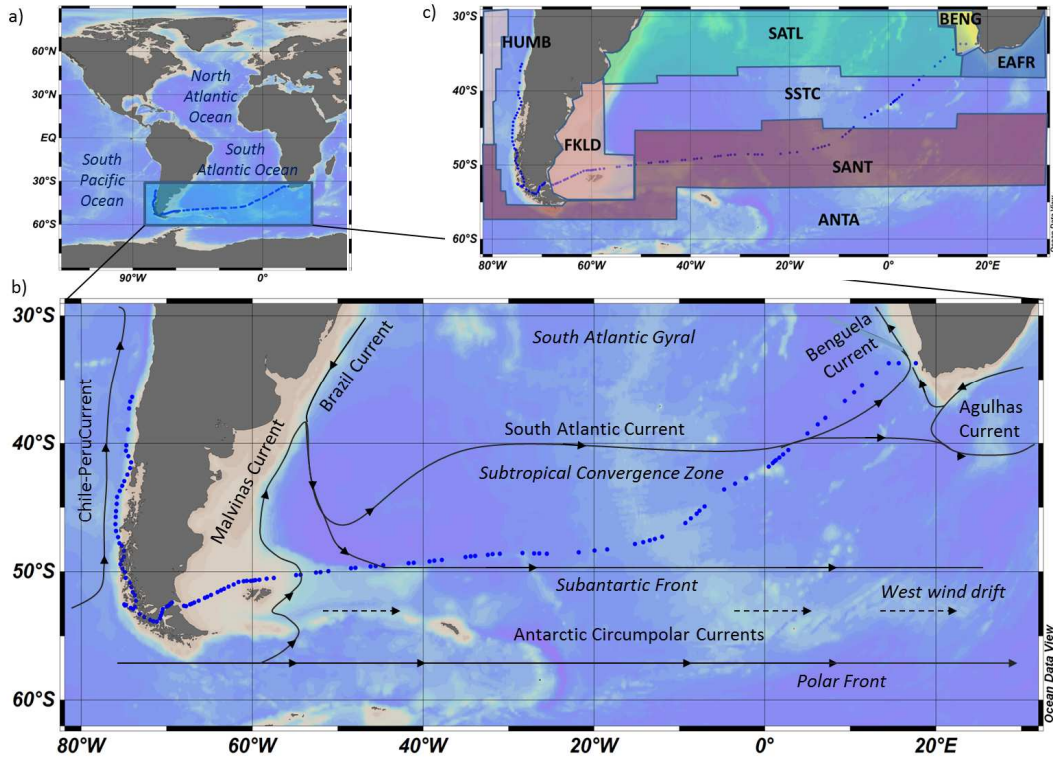 a)
60°N
30°N
EQ
30°S
60°S
90°W
0°
North
Atlantic
Ocean
South
Atlantic Ocean
South
Pacific
Ocean
c)
30°S
40°S
50°S
60°S
80°W
60°W
40°W
20°W
0°
20°E
HUMB
SATL
BENG
EAFR
SSTC
FKLD
SANT
ANTA
Ocean Data View
b)
30°S
40°S
50°S
60°S
80°W
60°W
40°W
20°W
0°
20°E
Chile-PeruCurrent
Malvinas Current
Brazil Current
South Atlantic Gyral
Benguela
Current
Agulhas
Current
South Atlantic Current
Subtropical Convergence Zone
Subantartic Front
West wind drift
Antarctic Circumpolar Currents
Polar Front
Ocean Data View